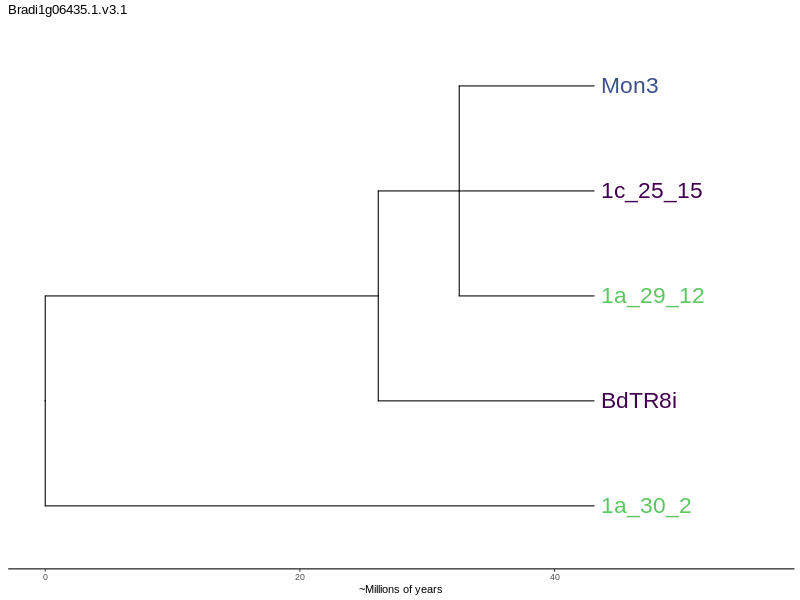 Bradi1g06435.1.v3.1
Mon3
1c_25_15
1a_29_12
BdTR8i
1a_30_2
0 20 40
~Millions of years